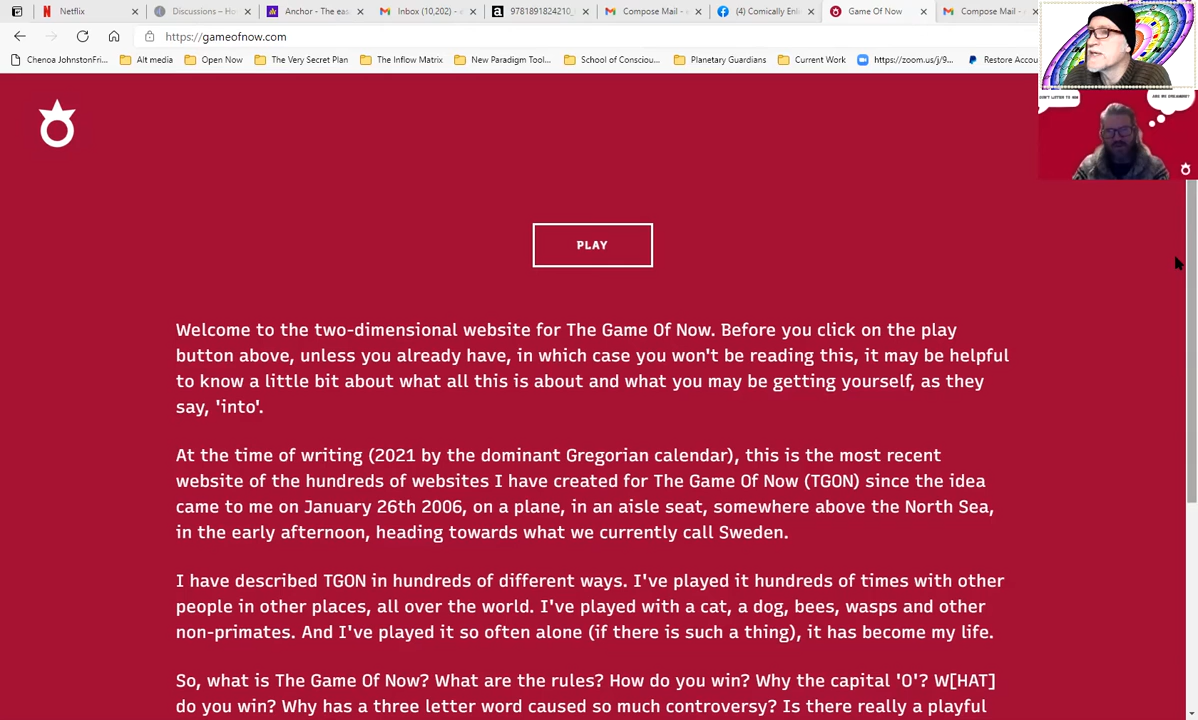 Netflix
Discussions - Ho
Anchor - The eas
Inbox (10,202) -
9781891824210_
Compose Mail -
(4) Comically Enl
Game Of Now
Compose Mail -
https://gameofnow.com
Chenoa JohnstonFri...
Alt media
Open Now
The Very Secret Plan
The Inflow Matrix
New Paradigm Tool...
School of Consciou...
Planetary Guardians
Current Work
https://zoom.us/j/9...
Restore Accou
DON'T LISTEN TO HIM
ARE WE DREAMING?
PLAY
Welcome to the two-dimensional website for The Game Of Now. Before you click on the play
button above, unless you already have, in which case you won't be reading this, it may be helpful
to know a little bit about what all this is about and what you may be getting yourself, as they
say, 'into'.
At the time of writing (2021 by the dominant Gregorian calendar), this is the most recent
website of the hundreds of websites I have created for The Game Of Now (TGON) since the idea
came to me on January 26th 2006, on a plane, in an aisle seat, somewhere above the North Sea,
in the early afternoon, heading towards what we currently call Sweden.
I have described TGON in hundreds of different ways. I've played it hundreds of times with other
people in other places, all over the world. I've played with a cat, a dog, bees, wasps and other
non-primates. And I've played it so often alone (if there is such a thing), it has become my life.
So, what is The Game Of Now? What are the rules? How do you win? Why the capital 'O'? W[HAT]
do you win? Why has a three letter word caused so much controversy? Is there really a playful